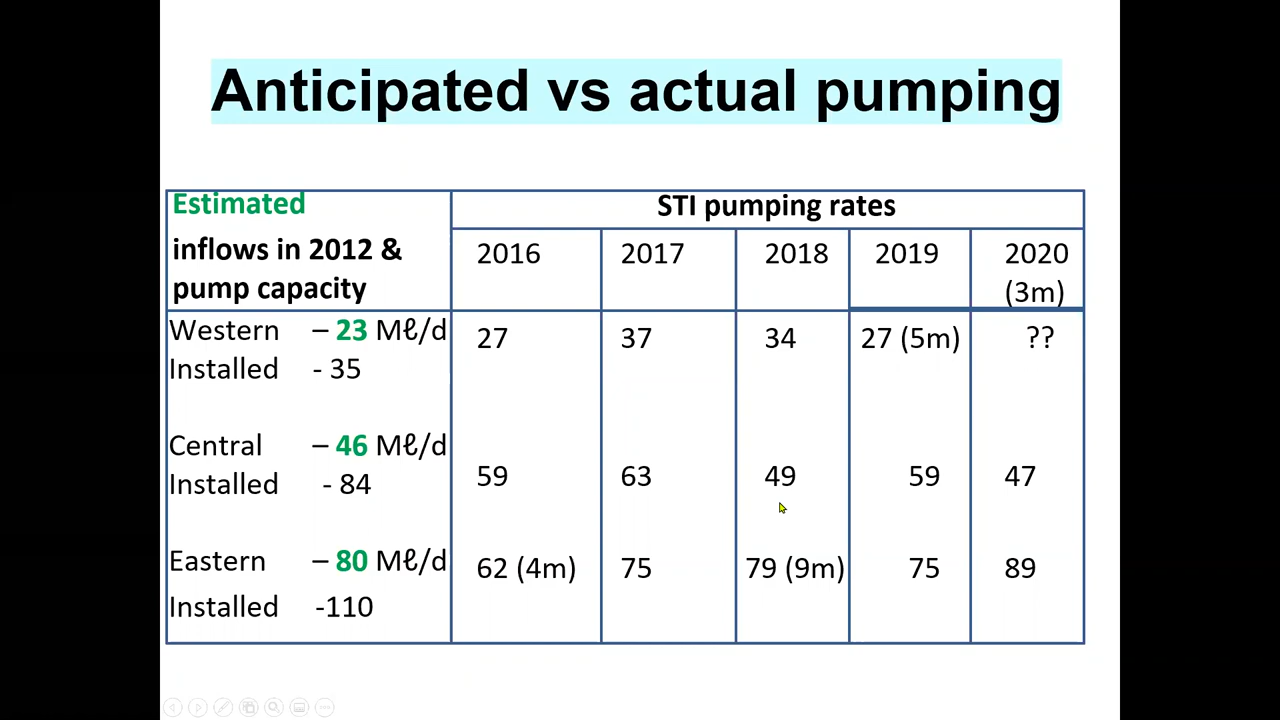 Anticipated vs actual pumping
Estimated
inflows in 2012 &
pump capacity
STI pumping rates
2016 2017 2018 2019 2020
(3m)
Western – 23 Mℓ/d 27 37 34 27 (5m) ??
Installed - 35
Central – 46 Mℓ/d
Installed - 84 59 63 49 59 47
Eastern – 80 Mℓ/d 62 (4m) 75 79 (9m) 75 89
Installed -110